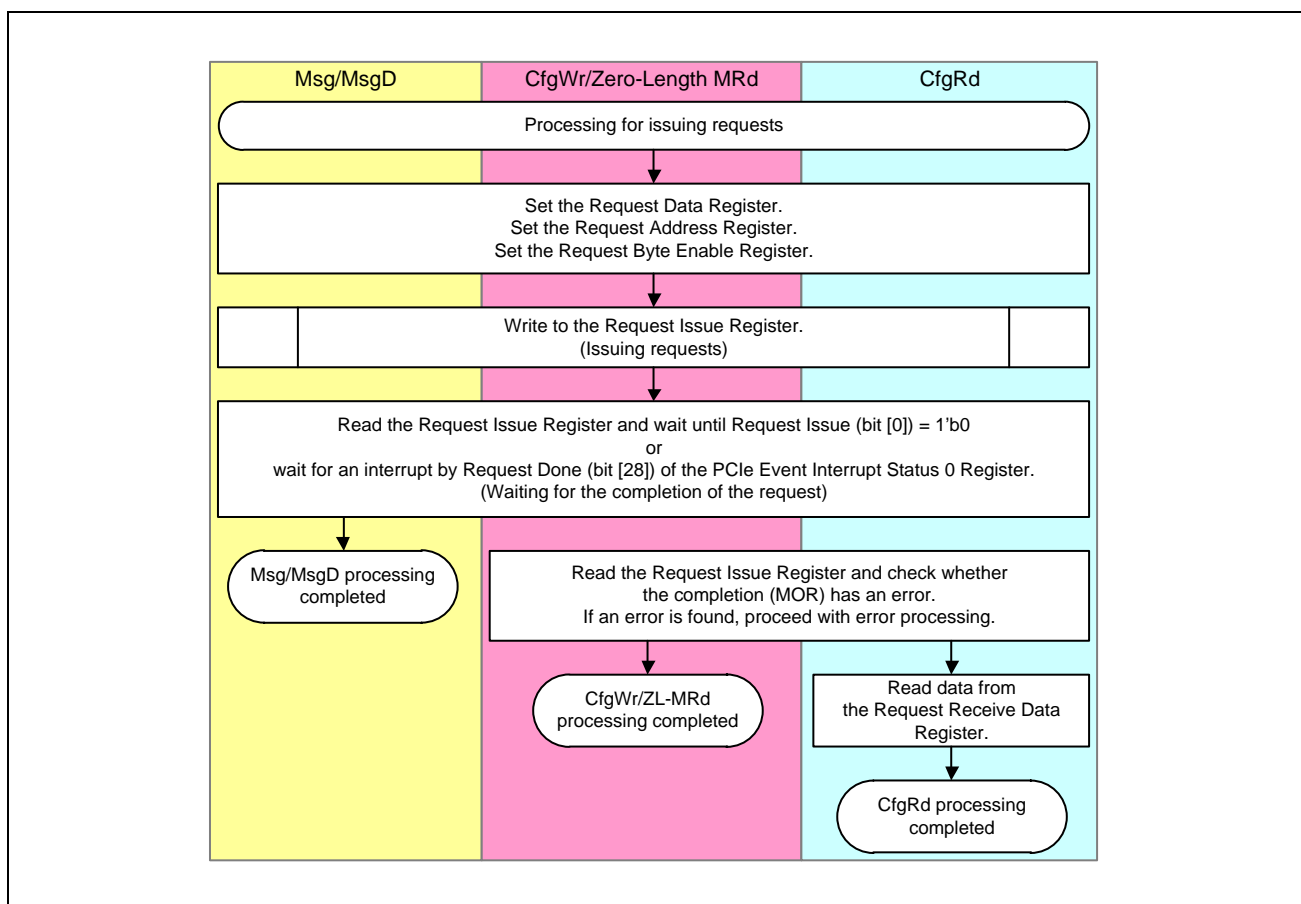 Msg/MsgD
CfgWr/Zero-Length MRd
CfgRd
Processing for issuing requests
Set the Request Data Register.
Set the Request Address Register.
Set the Request Byte Enable Register.
Write to the Request Issue Register.
(Issuing requests)
Read the Request Issue Register and wait until Request Issue (bit [0]) = 1'b0
or
wait for an interrupt by Request Done (bit [28]) of the PCIe Event Interrupt Status 0 Register.
(Waiting for the completion of the request)
Msg/MsgD processing
completed
Read the Request Issue Register and check whether
the completion (MOR) has an error.
If an error is found, proceed with error processing.
CfgWr/ZL-MRd
processing completed
Read data from
the Request Receive Data
Register.
CfgRd processing
completed